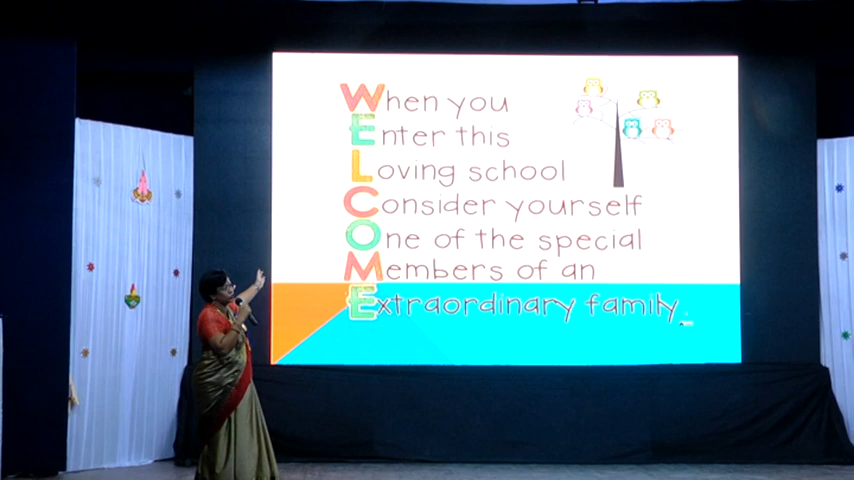 When you
Enter this
Loving school
Consider yourself
One of the special
Members of an
Extraordinary family